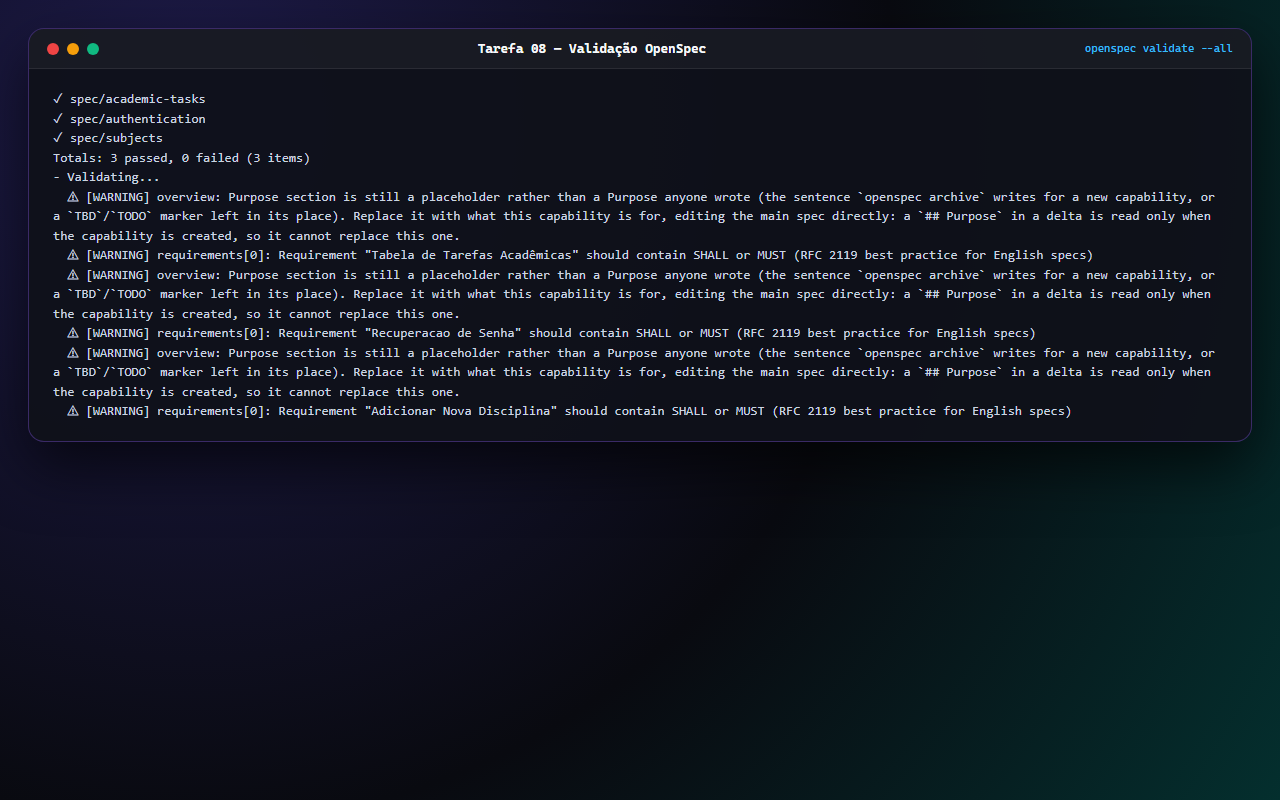 Tarefa 08 — Validação OpenSpec
openspec validate --all
✓ spec/academic-tasks
✓ spec/authentication
✓ spec/subjects
Totals: 3 passed, 0 failed (3 items)
- Validating...
⚠ [WARNING] overview: Purpose section is still a placeholder rather than a Purpose anyone wrote (the sentence `openspec archive` writes for a new capability, or
a `TBD`/`TODO` marker left in its place). Replace it with what this capability is for, editing the main spec directly: a `## Purpose` in a delta is read only when
the capability is created, so it cannot replace this one.
⚠ [WARNING] requirements[0]: Requirement "Tabela de Tarefas Acadêmicas" should contain SHALL or MUST (RFC 2119 best practice for English specs)
⚠ [WARNING] overview: Purpose section is still a placeholder rather than a Purpose anyone wrote (the sentence `openspec archive` writes for a new capability, or
a `TBD`/`TODO` marker left in its place). Replace it with what this capability is for, editing the main spec directly: a `## Purpose` in a delta is read only when
the capability is created, so it cannot replace this one.
⚠ [WARNING] requirements[0]: Requirement "Recuperacao de Senha" should contain SHALL or MUST (RFC 2119 best practice for English specs)
⚠ [WARNING] overview: Purpose section is still a placeholder rather than a Purpose anyone wrote (the sentence `openspec archive` writes for a new capability, or
a `TBD`/`TODO` marker left in its place). Replace it with what this capability is for, editing the main spec directly: a `## Purpose` in a delta is read only when
the capability is created, so it cannot replace this one.
⚠ [WARNING] requirements[0]: Requirement "Adicionar Nova Disciplina" should contain SHALL or MUST (RFC 2119 best practice for English specs)